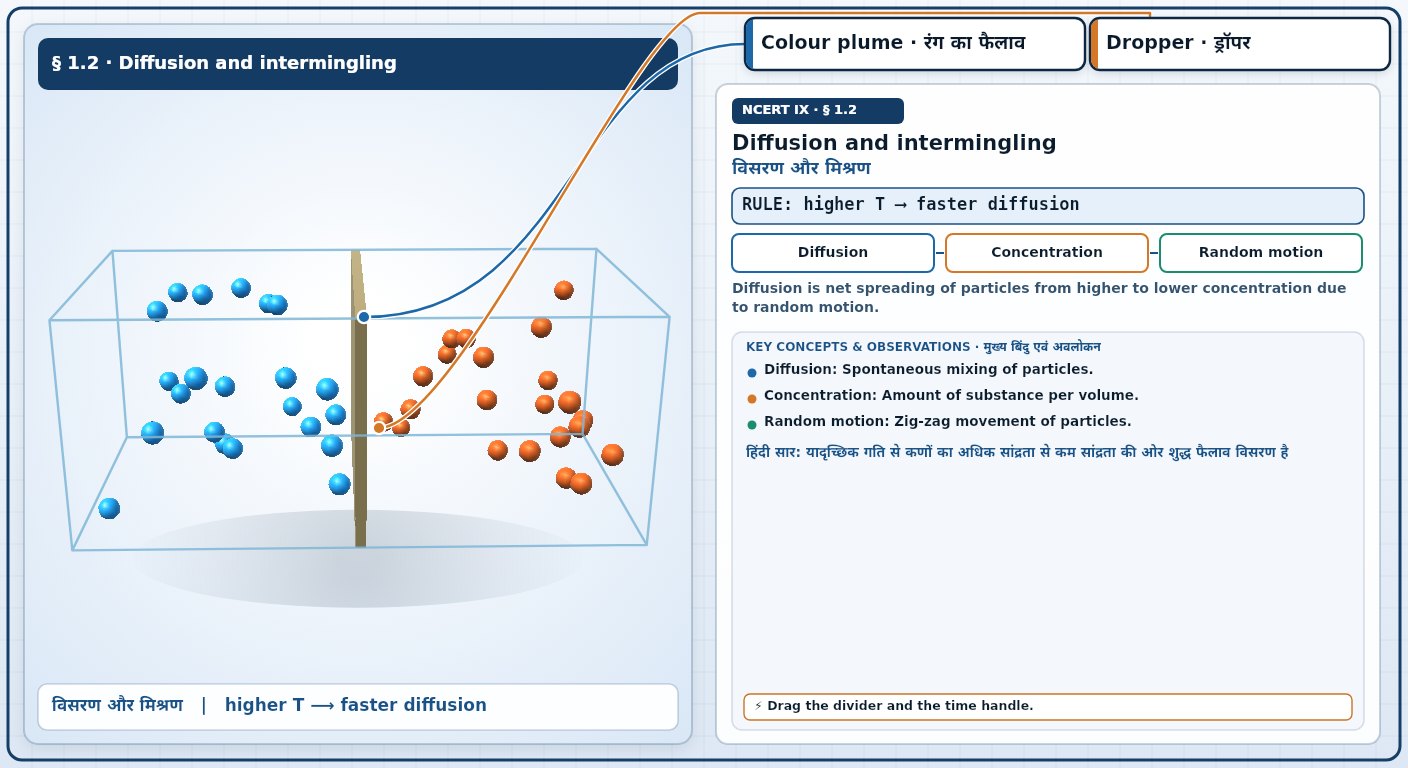 § 1.2 · Diffusion and intermingling
Colour plume · रंग का फैलाव
Dropper · ड्रॉपर
NCERT IX · § 1.2
Diffusion and intermingling
विसरण और मिश्रण
RULE: higher T → faster diffusion
Diffusion
Concentration
Random motion
Diffusion is net spreading of particles from higher to lower concentration due
to random motion.
KEY CONCEPTS & OBSERVATIONS · मुख्य बिंदु एवं अवलोकन
Diffusion: Spontaneous mixing of particles.
Concentration: Amount of substance per volume.
Random motion: Zig-zag movement of particles.
हिंदी सार: यादृच्छिक गति से कणों का अधिक सांद्रता से कम सांद्रता की ओर शुद्ध फैलाव विसरण है
⚡ Drag the divider and the time handle.
विसरण और मिश्रण | higher T ⟶ faster diffusion